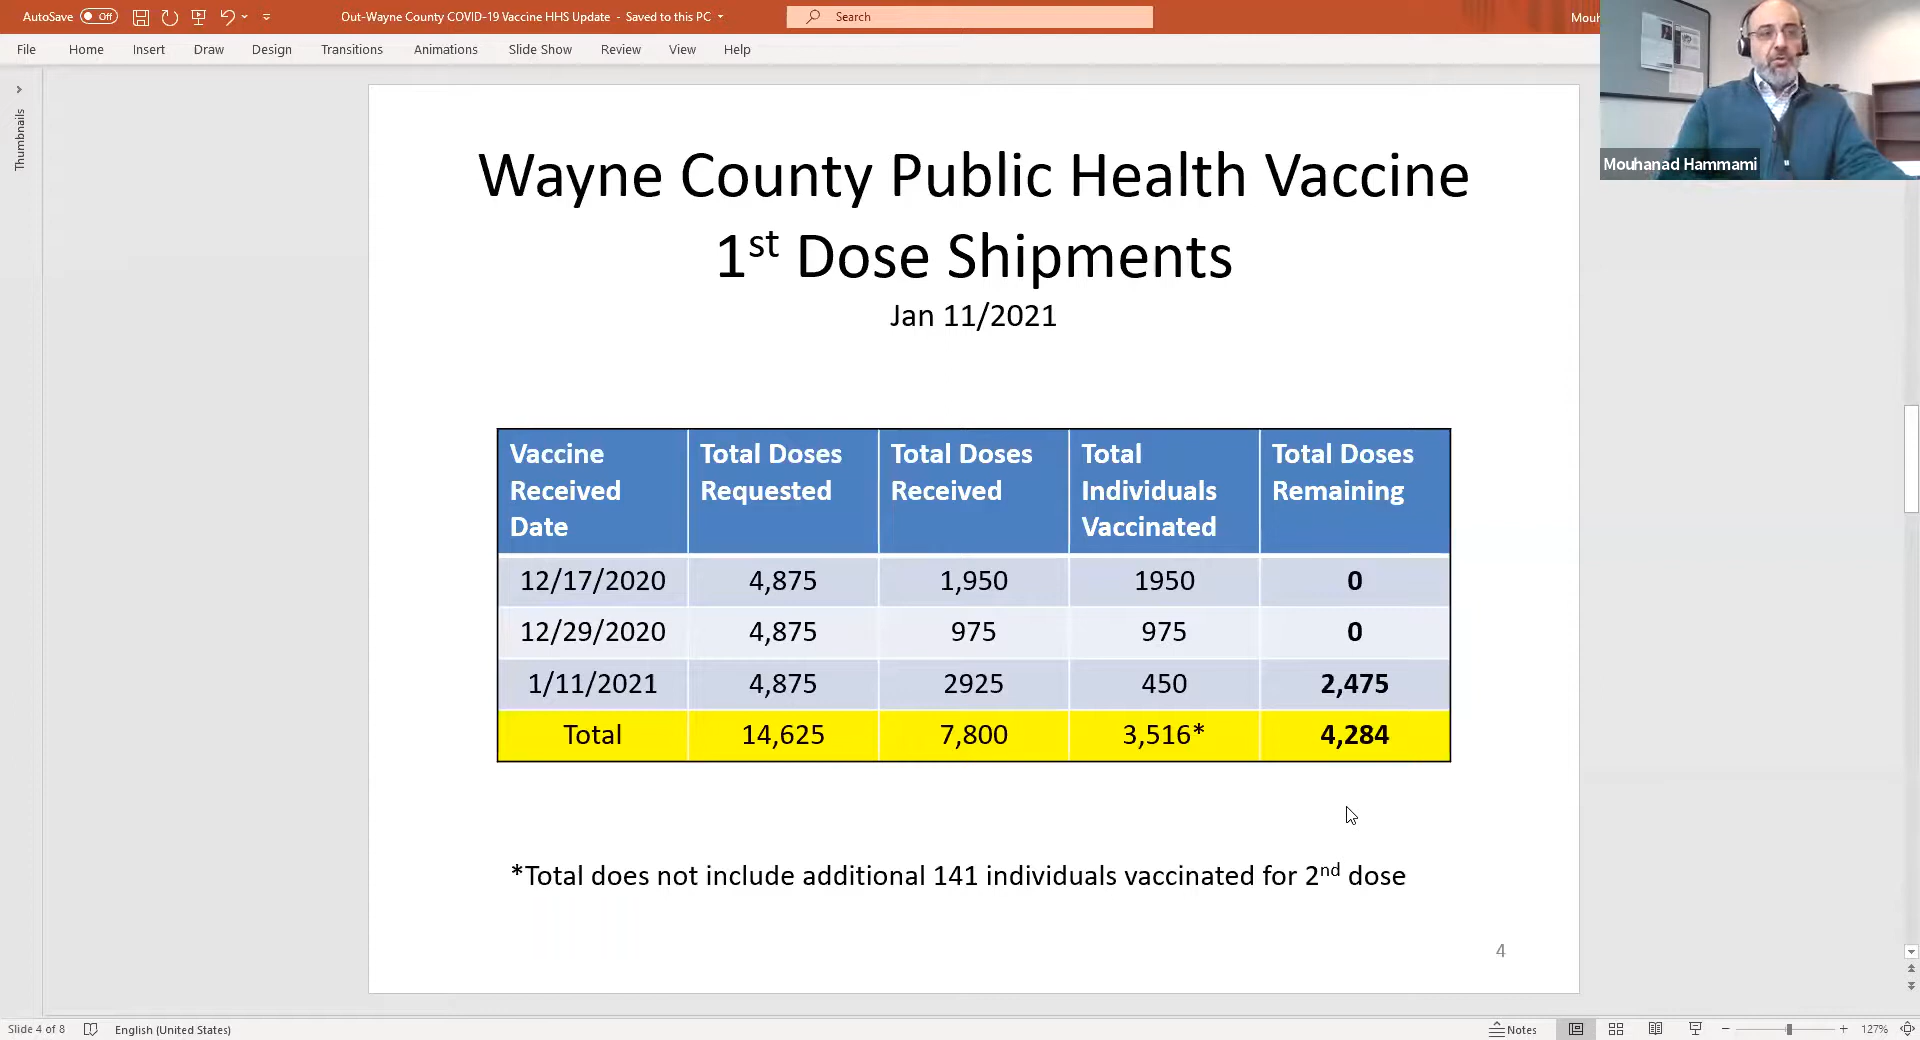 AutoSave Off
Out-Wayne County COVID-19 Vaccine HHS Update - Saved to this PC
Search
Mouh
File Home Insert Draw Design Transitions Animations Slide Show Review View Help
Mouhanad Hammami
Thumbnails
Wayne County Public Health Vaccine
1st Dose Shipments
Jan 11/2021
Vaccine Received Date Total Doses Requested Total Doses Received Total Individuals Vaccinated Total Doses Remaining
12/17/2020 4,875 1,950 1950 0
12/29/2020 4,875 975 975 0
1/11/2021 4,875 2925 450 2,475
Total 14,625 7,800 3,516* 4,284
*Total does not include additional 141 individuals vaccinated for 2nd dose
4
Slide 4 of 8 English (United States) Notes 127%